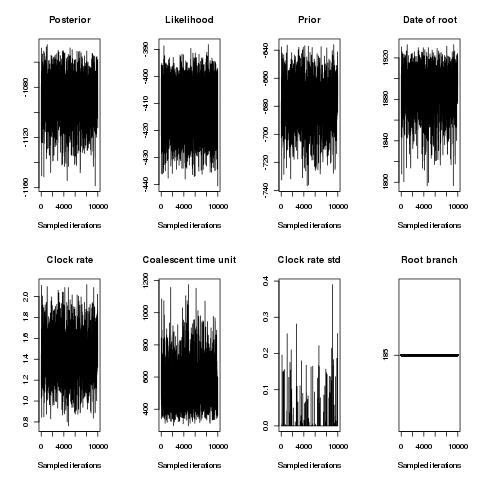 Posterior Likelihood Prior Date of root
-1160 -1120 -1080
-440 -430 -420 -410 -400 -390
-740 -720 -700 -680 -660 -640
1800 1840 1880 1920
0 4000 10000 0 4000 10000 0 4000 10000 0 4000 10000
Sampled iterations Sampled iterations Sampled iterations Sampled iterations
Clock rate Coalescent time unit Clock rate std Root branch
0.8 1.0 1.2 1.4 1.6 1.8 2.0
400 600 800 1000 1200
0.0 0.1 0.2 0.3 0.4
185
0 4000 10000 0 4000 10000 0 4000 10000 0 4000 10000
Sampled iterations Sampled iterations Sampled iterations Sampled iterations